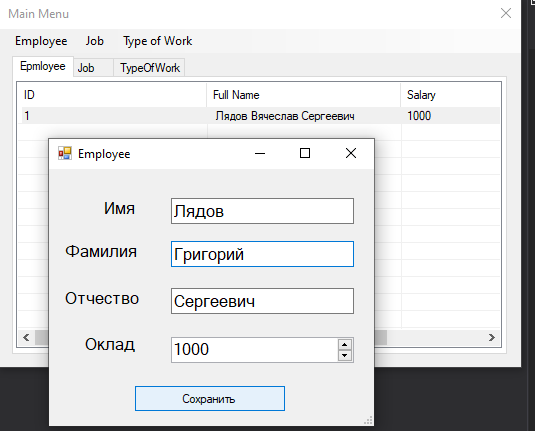 Main Menu
Employee Job Type of Work
Epmloyee Job TypeOfWork
ID Full Name Salary
1 Лядов Вячеслав Сергеевич 1000
Employee
Имя Лядов
Фамилия Григорий
Отчество Сергеевич
Оклад 1000
Сохранить